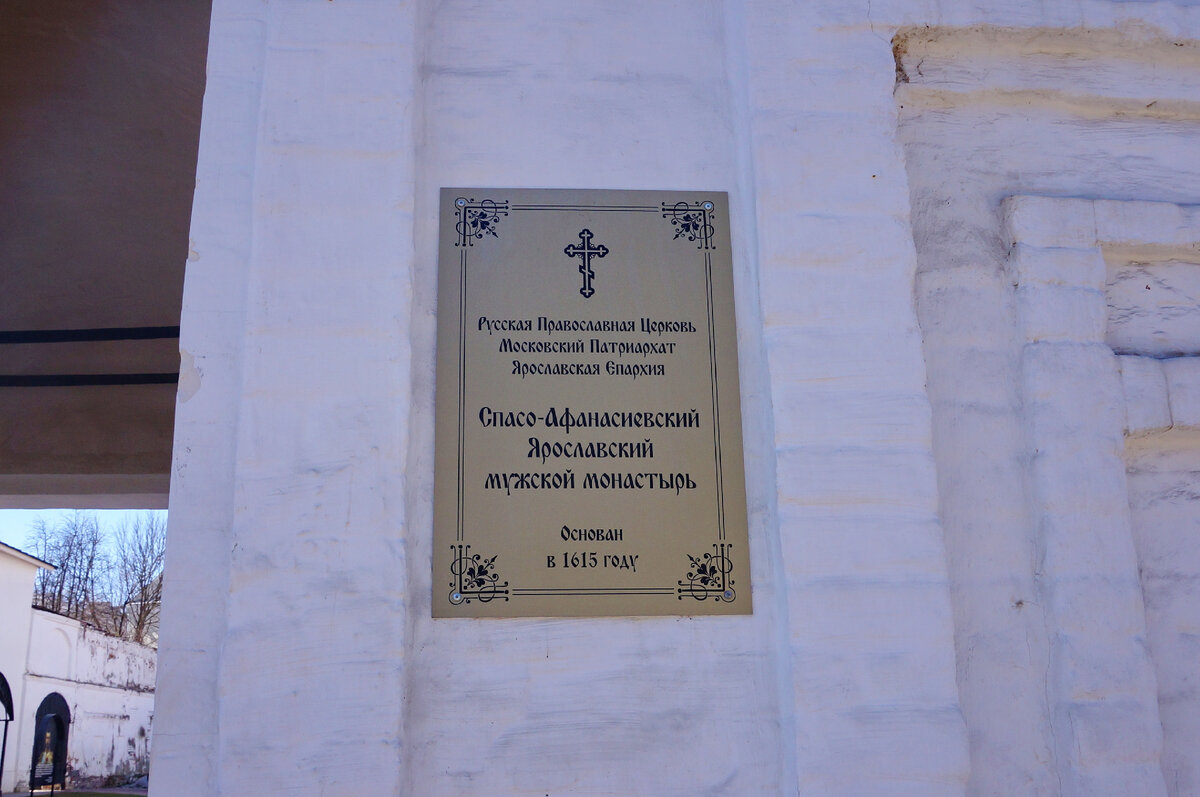 Русская Православная Церковь
Московский Патриархат
Ярославская Епархия
Спасо-Афанасиевский
Ярославский
мужской монастырь
Основан
в 1615 году